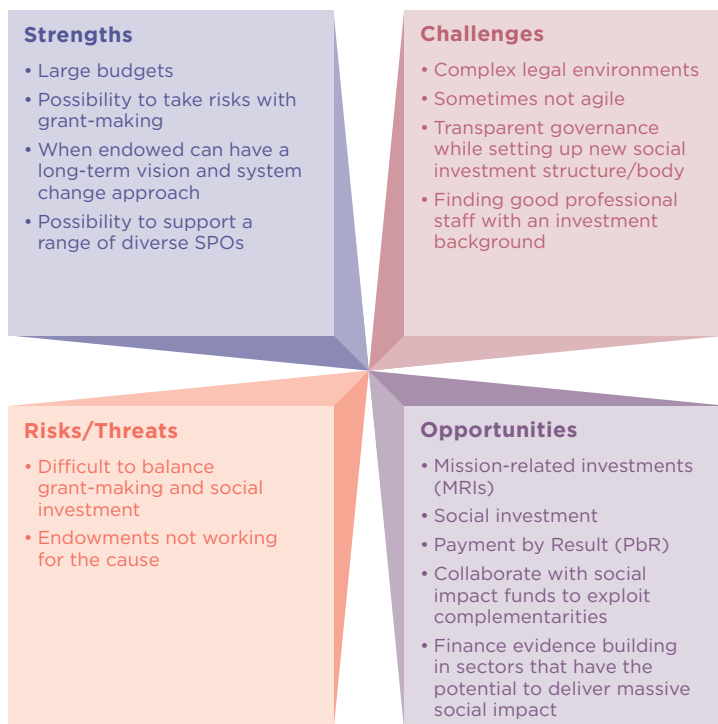 Strengths
• Large budgets
• Possibility to take risks with
grant-making
• When endowed can have a
long-term vision and system
change approach
• Possibility to support a
range of diverse SPOs
Challenges
• Complex legal environments
• Sometimes not agile
• Transparent governance
while setting up new social
investment structure/body
• Finding good professional
staff with an investment
background
Risks/Threats
• Difficult to balance
grant-making and social
investment
• Endowments not working
for the cause
Opportunities
• Mission-related investments
(MRIs)
• Social investment
• Payment by Result (PbR)
• Collaborate with social
impact funds to exploit
complementarities
• Finance evidence building
in sectors that have the
potential to deliver massive
social impact